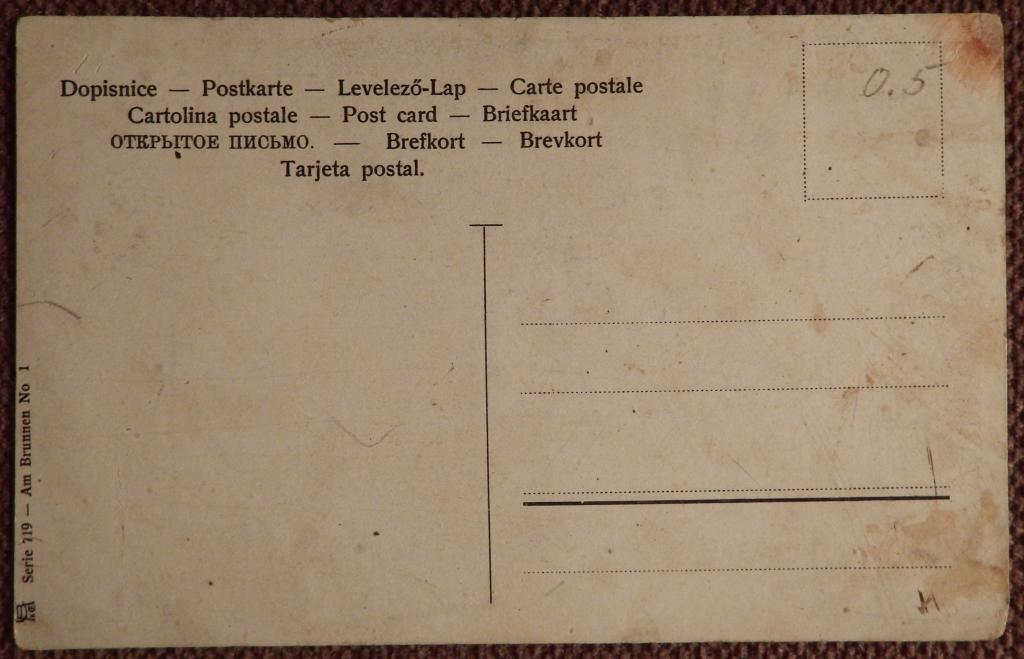 Dopisnice — Postkarte — Levelező-Lap — Carte postale
Cartolina postale — Post card — Briefkaart
ОТКРЫТОЕ ПИСЬМО. — Brefkort — Brevkort
Tarjeta postal.
0.5
Serie 719 — Am Brunnen No 1